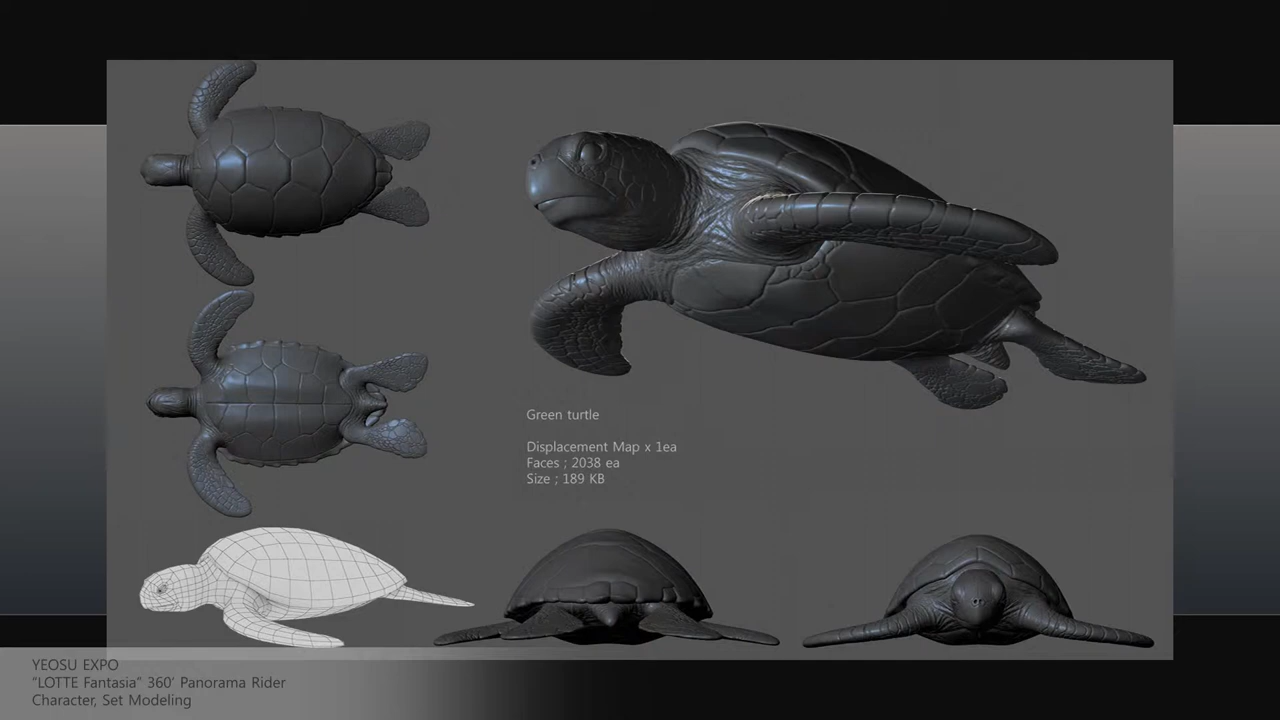 Green turtle
Displacement Map x 1ea
Faces ; 2038 ea
Size ; 189 KB
YEOSU EXPO
“LOTTE Fantasia” 360’ Panorama Rider
Character, Set Modeling